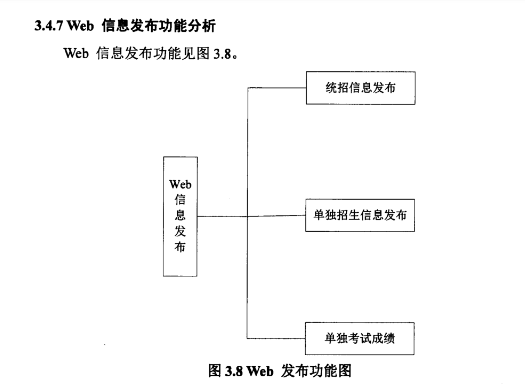 3.4.7 Web 信息发布功能分析
Web 信息发布功能见图 3.8。
统招信息发布
Web
信
息
发
布
单独招生信息发布
单独考试成绩
图 3.8 Web 发布功能图